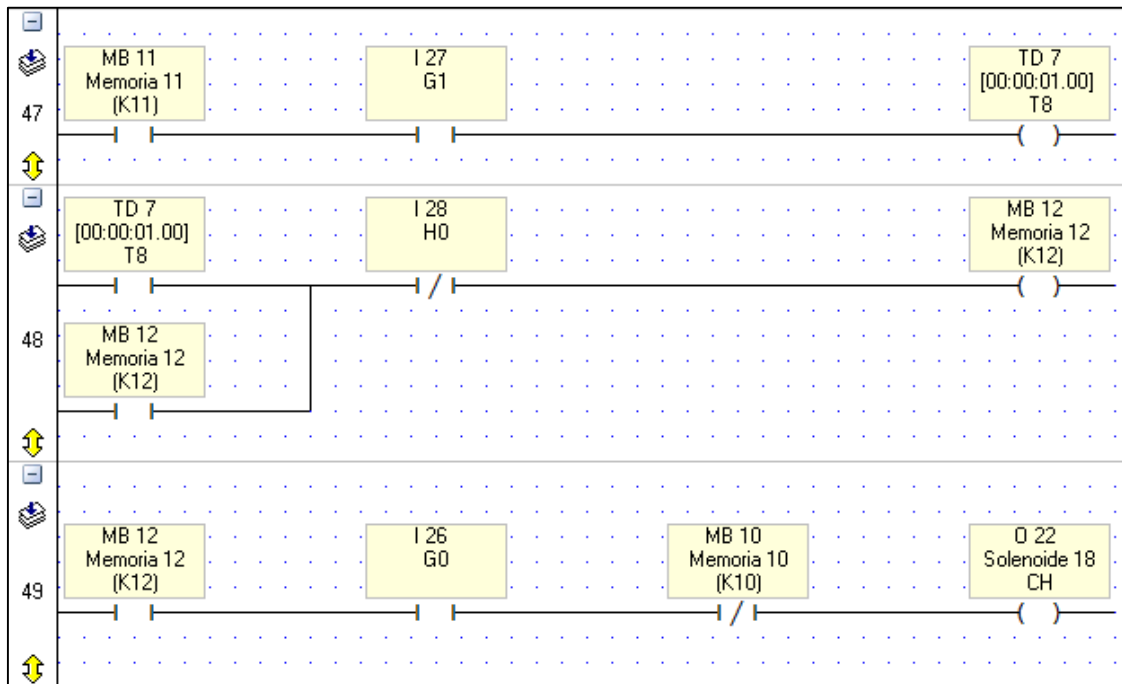 MB 11
Memoria 11
(K11)
I 27
G1
TD 7
[00:00:01.00]
T8
47
TD 7
[00:00:01.00]
T8
I 28
H0
MB 12
Memoria 12
(K12)
48
MB 12
Memoria 12
(K12)
MB 12
Memoria 12
(K12)
I 26
G0
MB 10
Memoria 10
(K10)
O 22
Solenoide 18
CH
49